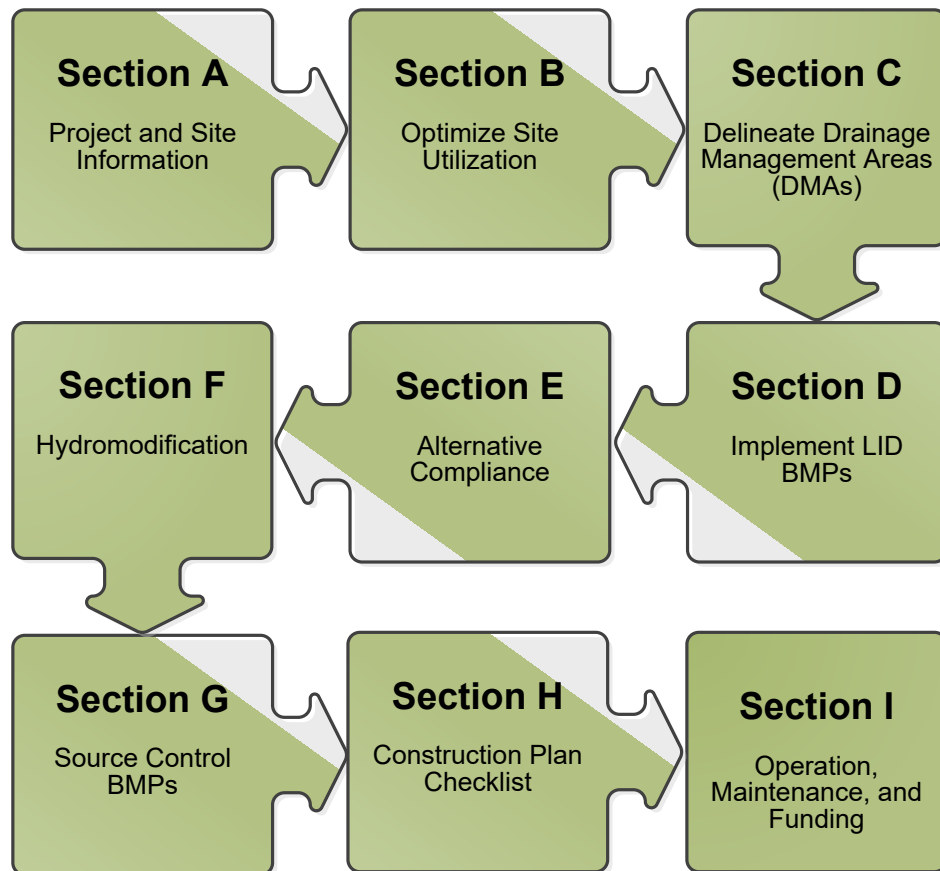 Section A
Project and Site
Information
Section B
Optimize Site
Utilization
Section C
Delineate Drainage
Management Areas
(DMAs)
Section F
Hydromodification
Section E
Alternative
Compliance
Section D
Implement LID
BMPs
Section G
Source Control
BMPs
Section H
Construction Plan
Checklist
Section I
Operation,
Maintenance, and
Funding